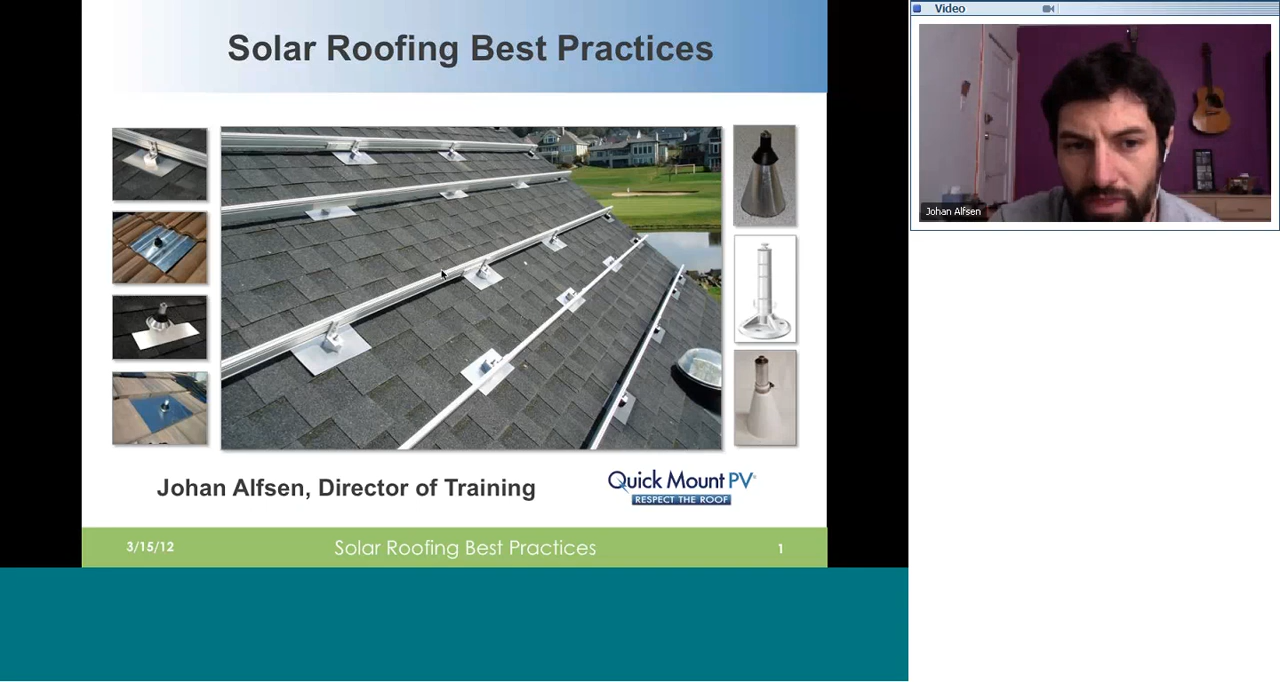 Solar Roofing Best Practices
Video
Johan Alfsen
Johan Alfsen, Director of Training
Quick Mount PV®
RESPECT THE ROOF
3/15/12
Solar Roofing Best Practices
1